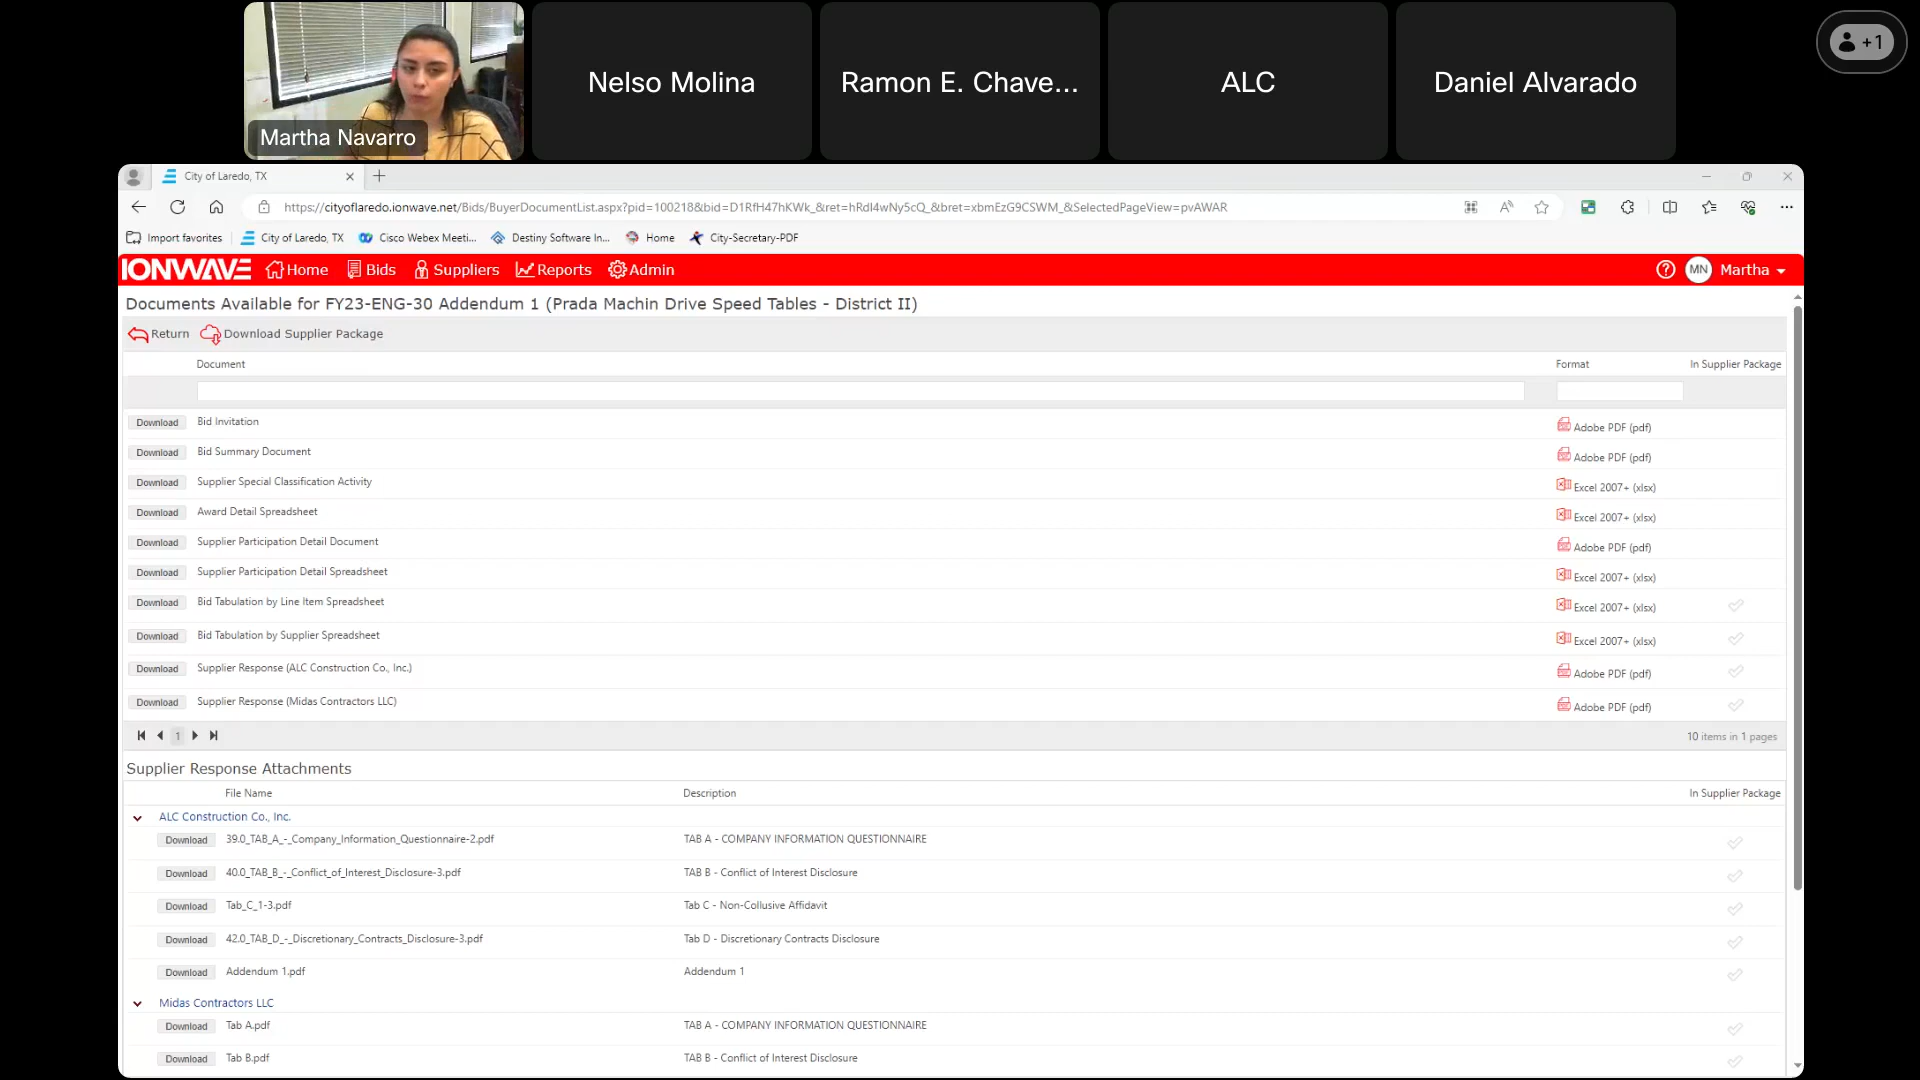 Martha Navarro
Nelso Molina
Ramon E. Chave...
ALC
Daniel Alvarado
+1
City of Laredo, TX
https://cityoflaredo.ionwave.net/Bids/BuyerDocumentList.aspx?pid=100218&bid=D1RfH47hKWk_&ret=hRdI4wNy5cQ_&bret=xbmEzG9CSWM_&SelectedPageView=pvAWAR
Import favorites City of Laredo, TX Cisco Webex Meeti... Destiny Software In... Home City-Secretary-PDF
IONWAVE Home Bids Suppliers Reports Admin ? MN Martha
Documents Available for FY23-ENG-30 Addendum 1 (Prada Machin Drive Speed Tables - District II)
Return Download Supplier Package
Document Format In Supplier Package
Download Bid Invitation Adobe PDF (pdf)
Download Bid Summary Document Adobe PDF (pdf)
Download Supplier Special Classification Activity Excel 2007+ (xlsx)
Download Award Detail Spreadsheet Excel 2007+ (xlsx)
Download Supplier Participation Detail Document Adobe PDF (pdf)
Download Supplier Participation Detail Spreadsheet Excel 2007+ (xlsx)
Download Bid Tabulation by Line Item Spreadsheet Excel 2007+ (xlsx)
Download Bid Tabulation by Supplier Spreadsheet Excel 2007+ (xlsx)
Download Supplier Response (ALC Construction Co., Inc.) Adobe PDF (pdf)
Download Supplier Response (Midas Contractors LLC) Adobe PDF (pdf)
1 10 items in 1 pages
Supplier Response Attachments
File Name Description In Supplier Package
ALC Construction Co., Inc.
Download 39.0_TAB_A_-_Company_Information_Questionnaire-2.pdf TAB A - COMPANY INFORMATION QUESTIONNAIRE
Download 40.0_TAB_B_-_Conflict_of_Interest_Disclosure-3.pdf TAB B - Conflict of Interest Disclosure
Download Tab_C_1-3.pdf Tab C - Non-Collusive Affidavit
Download 42.0_TAB_D_-_Discretionary_Contracts_Disclosure-3.pdf Tab D - Discretionary Contracts Disclosure
Download Addendum 1.pdf Addendum 1
Midas Contractors LLC
Download Tab A.pdf TAB A - COMPANY INFORMATION QUESTIONNAIRE
Download Tab B.pdf TAB B - Conflict of Interest Disclosure